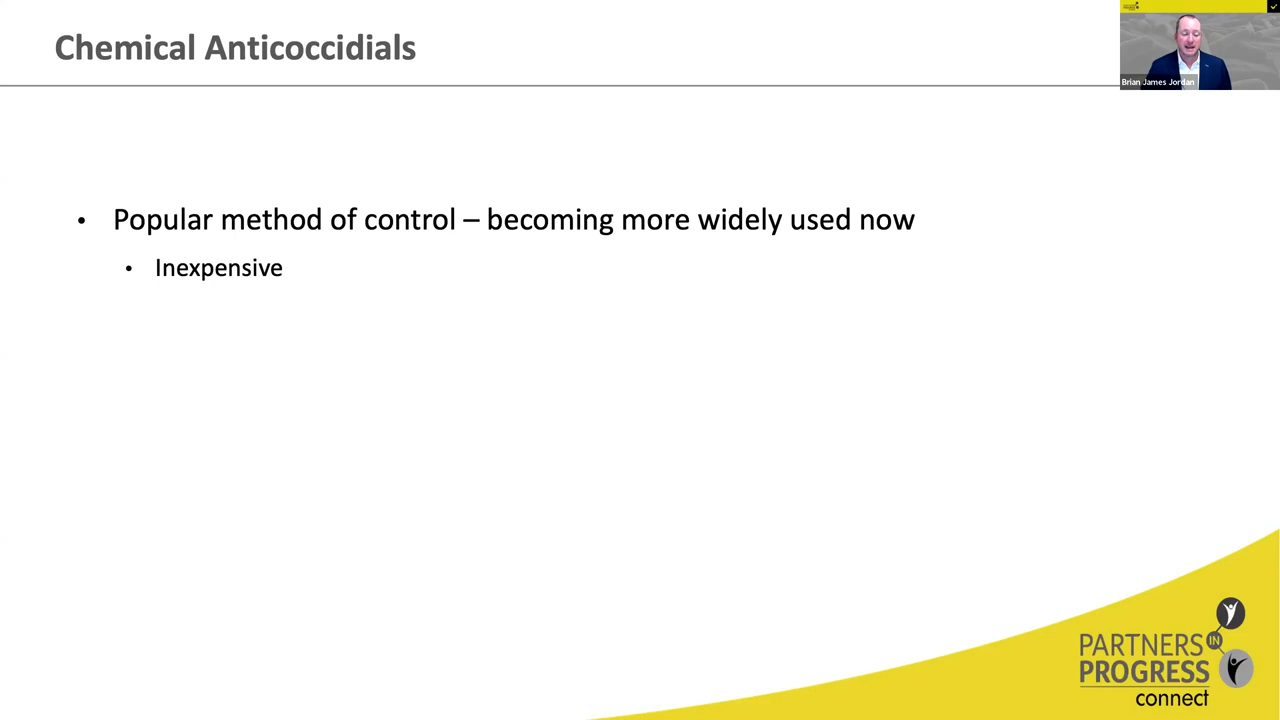 Chemical Anticoccidials
Brian James Jordan
• Popular method of control – becoming more widely used now
• Inexpensive
PARTNERS
IN
PROGRESS
connect